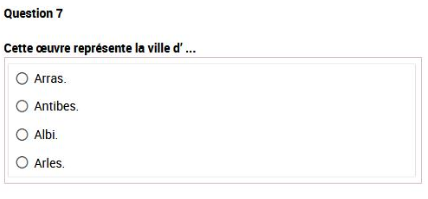 Question 7
Cette œuvre représente la ville d' ...
Arras.
Antibes.
Albi.
Arles.